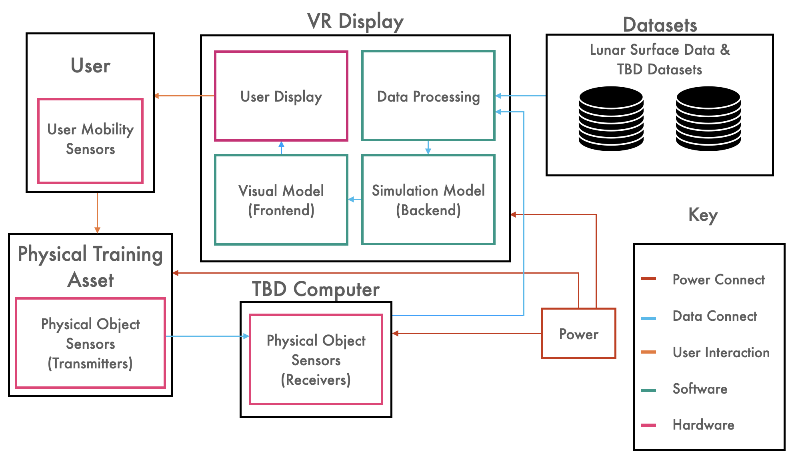 VR Display
Datasets
User
User Mobility
Sensors
User Display
Data Processing
Visual Model
(Frontend)
Simulation Model
(Backend)
Lunar Surface Data &
TBD Datasets
Physical Training
Asset
Physical Object
Sensors
(Transmitters)
TBD Computer
Physical Object
Sensors
(Receivers)
Power
Key
Power Connect
Data Connect
User Interaction
Software
Hardware